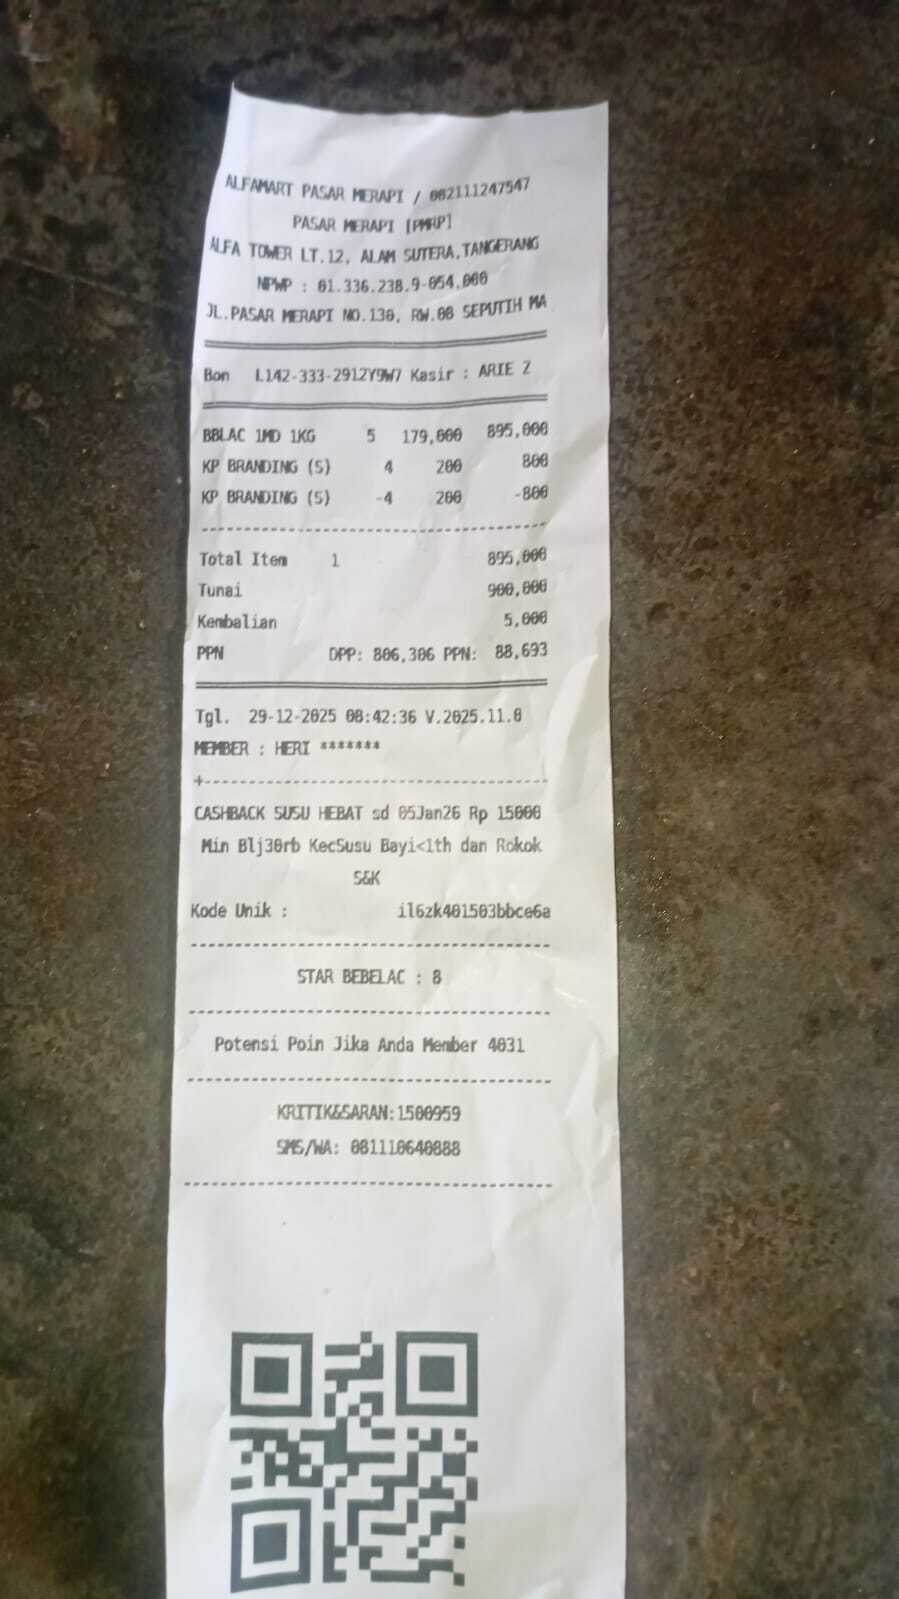 ALFAMART PASAR MERAPI / 082111247547
PASAR MERAPI [PMRP]
ALFA TOWER LT.12, ALAM SUTERA,TANGERANG
NPWP : 01.336.238.9-054,000
JL.PASAR MERAPI NO.130, RW.08 SEPUTIH MA
Bon L142-333-2912Y9W7 Kasir : ARIE Z
BBLAC 1MD 1KG 5 179,000 895,000
KP BRANDING (S) 4 200 800
KP BRANDING (S) -4 200 -800
Total Item 1 895,000
Tunai 900,000
Kembalian 5,000
PPN DPP: 806,306 PPN: 88,693
Tgl. 29-12-2025 08:42:36 V.2025.11.0
MEMBER : HERI *******
CASHBACK SUSU HEBAT sd 05Jan26 Rp 15000
Min Blj30rb KecSusu Bayi<1th dan Rokok
S&K
Kode Unik : il6zk401503bbce6a
STAR BEBELAC : 8
Potensi Poin Jika Anda Member 4031
KRITIK&SARAN:1500959
SMS/WA: 081110640888